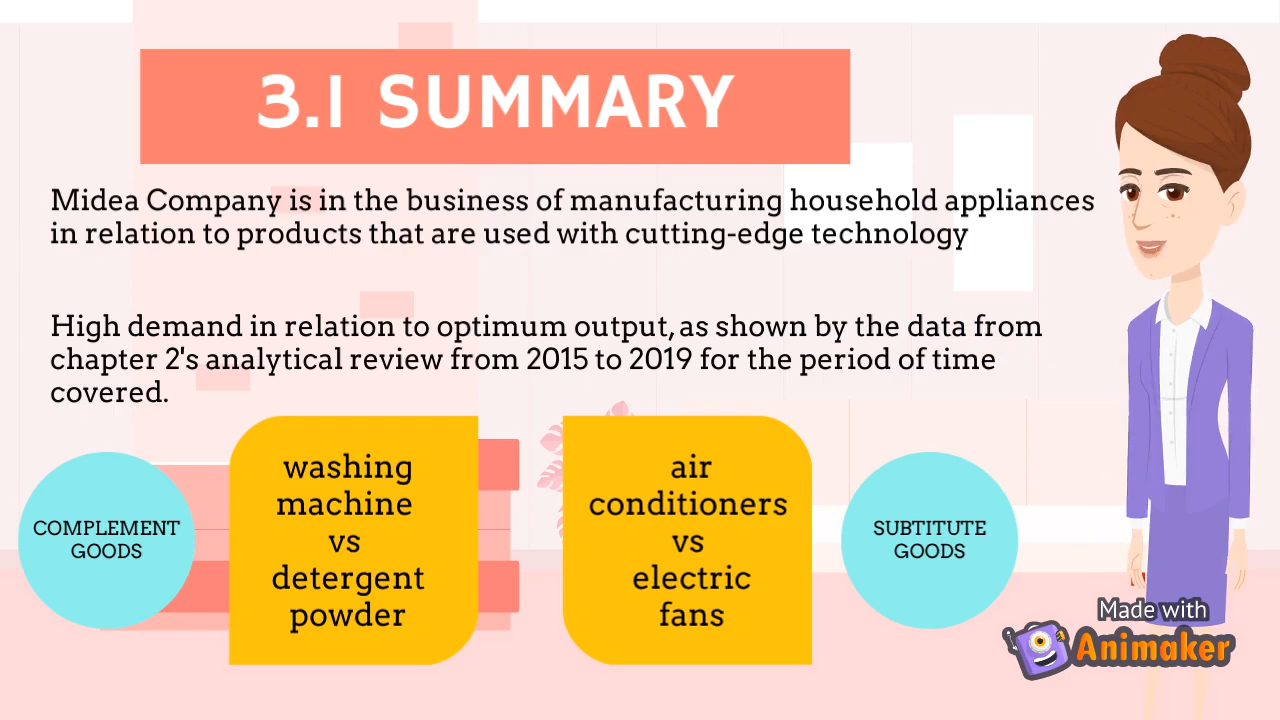 3.1 SUMMARY
Midea Company is in the business of manufacturing household appliances
in relation to products that are used with cutting-edge technology
High demand in relation to optimum output, as shown by the data from
chapter 2's analytical review from 2015 to 2019 for the period of time
covered.
COMPLEMENT
GOODS
washing
machine
vs
detergent
powder
air
conditioners
vs
electric
fans
SUBTITUTE
GOODS
Made with
Animaker